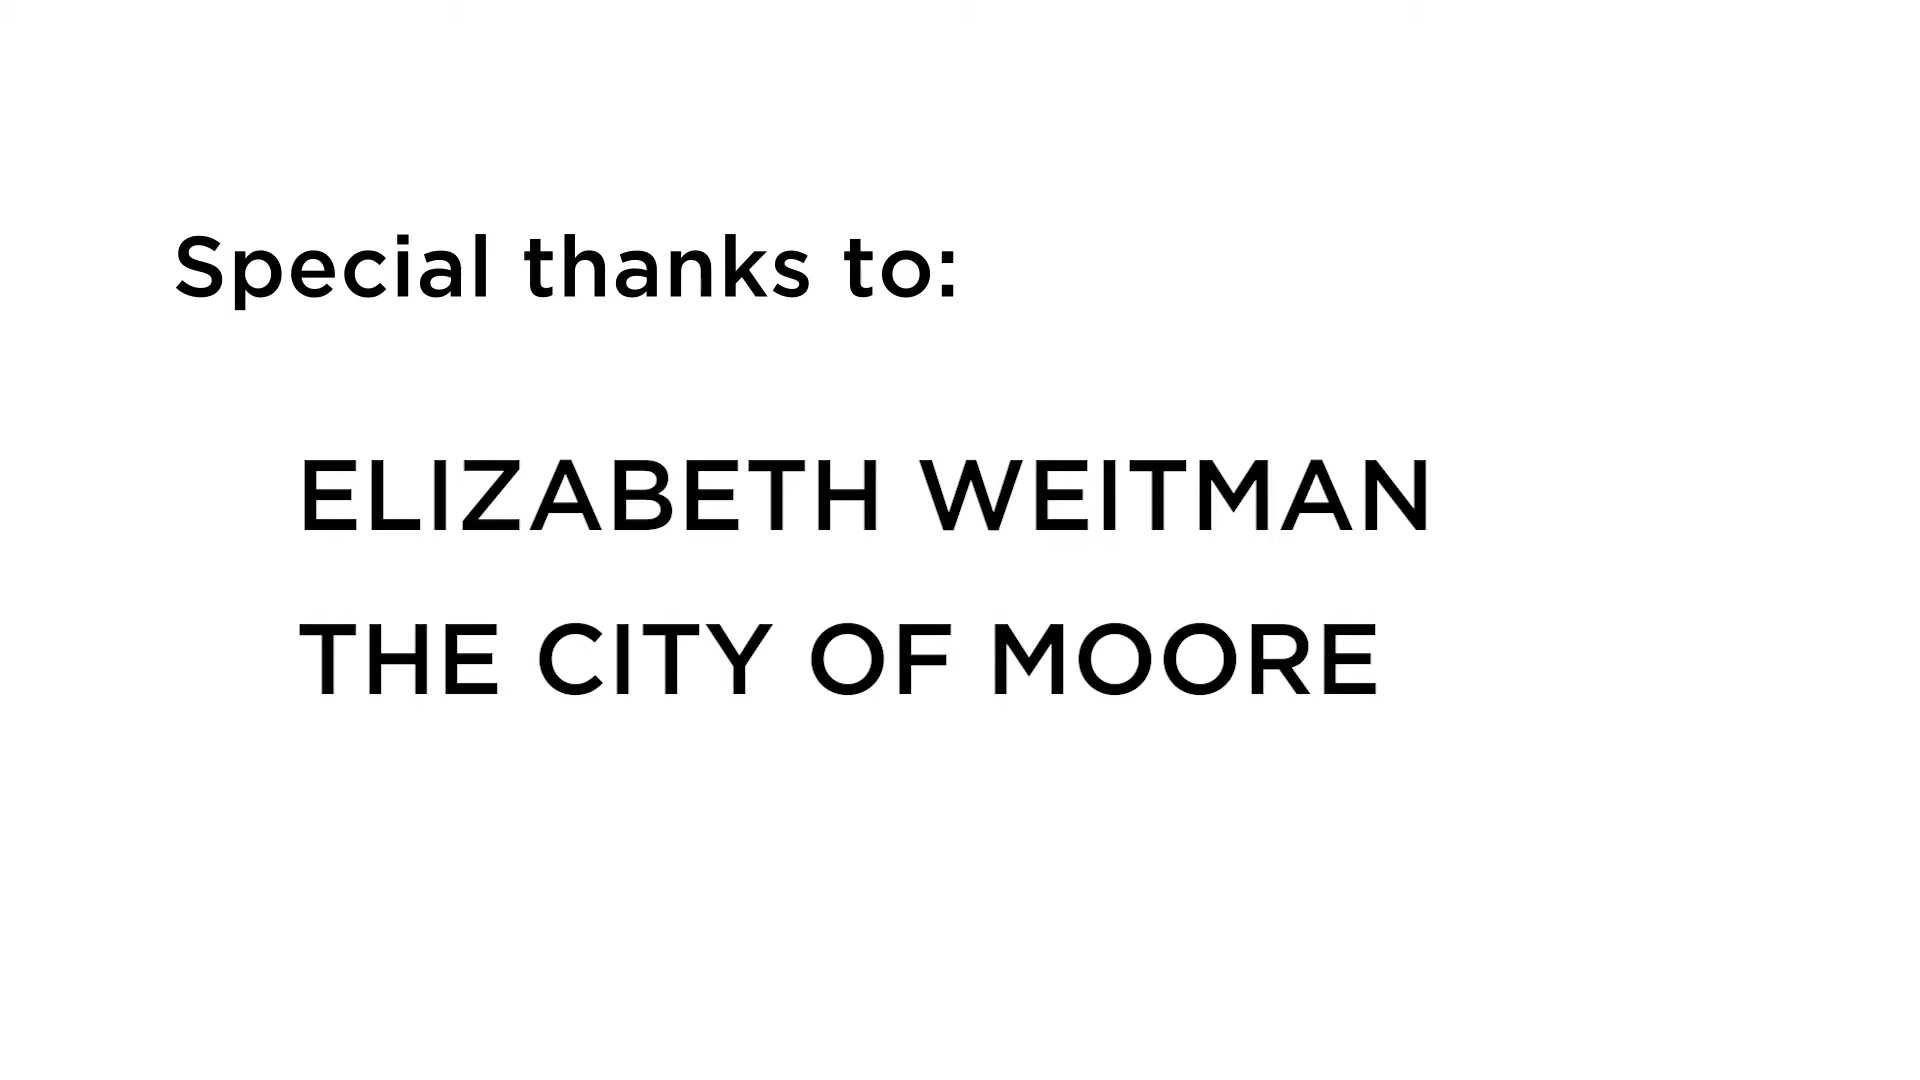 Special thanks to:
ELIZABETH WEITMAN
THE CITY OF MOORE